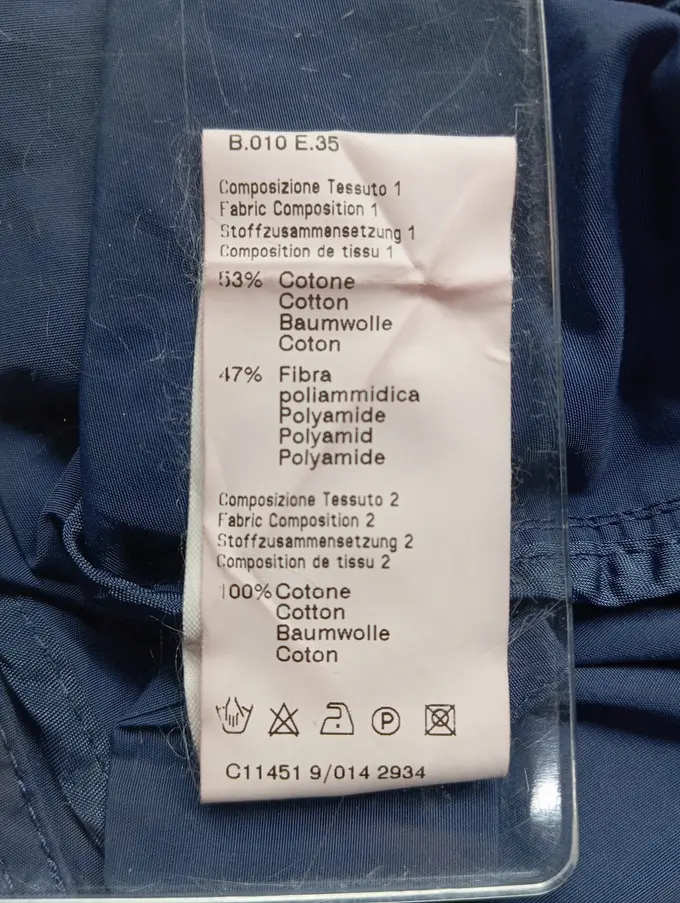 B.010 E.35
Composizione Tessuto 1
Fabric Composition 1
Stoffzusammensetzung 1
Composition de tissu 1
53% Cotone
Cotton
Baumwolle
Coton
47% Fibra
poliammidica
Polyamide
Polyamid
Polyamide
Composizione Tessuto 2
Fabric Composition 2
Stoffzusammensetzung 2
Composition de tissu 2
100% Cotone
Cotton
Baumwolle
Coton
P
C11451 9/014 2934